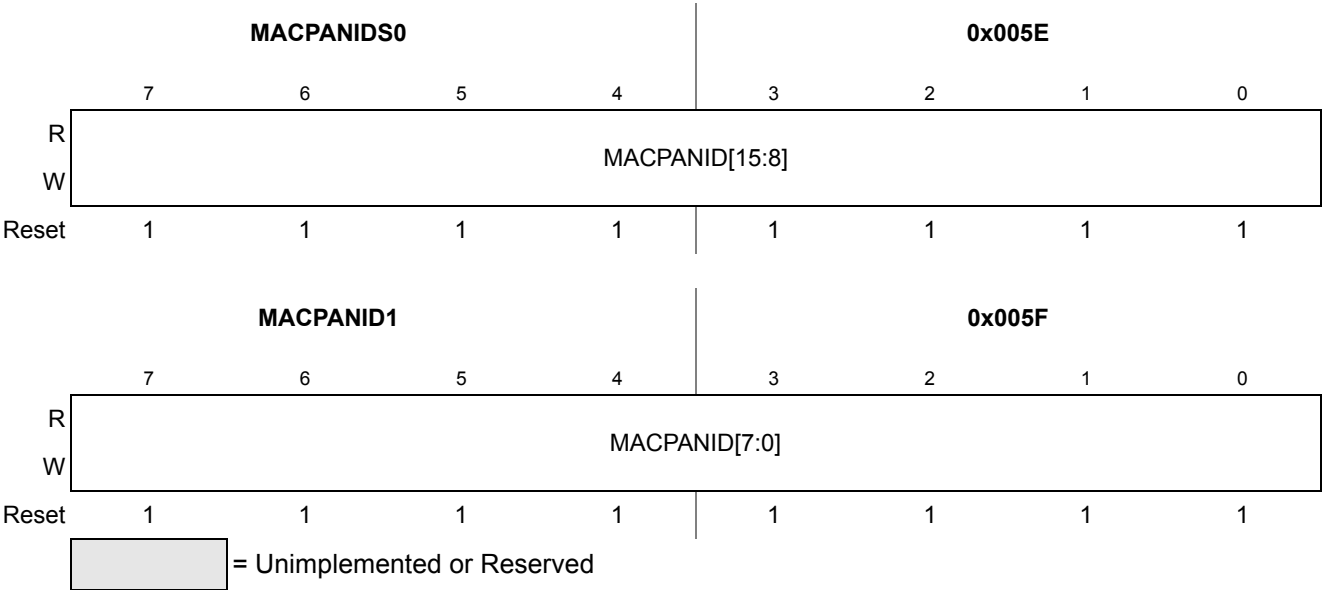 MACPANIDS0 0x005E
7 6 5 4 3 2 1 0
R
MACPANID[15:8]
W
Reset 1 1 1 1 1 1 1 1
MACPANID1 0x005F
7 6 5 4 3 2 1 0
R
MACPANID[7:0]
W
Reset 1 1 1 1 1 1 1 1
= Unimplemented or Reserved